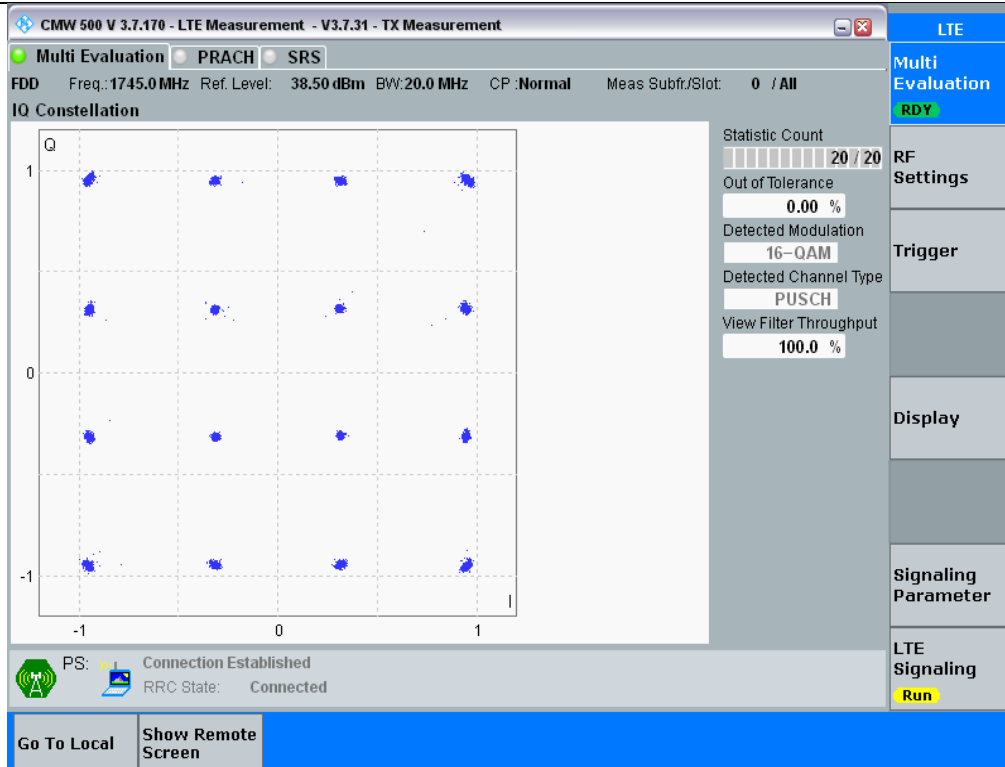 CMW 500 V 3.7.170 - LTE Measurement - V3.7.31 - TX Measurement
LTE
Multi Evaluation PRACH SRS
FDD Freq.:1745.0 MHz Ref. Level: 38.50 dBm BW:20.0 MHz CP :Normal Meas Subfr./Slot: 0 / All
IQ Constellation
Q
1
0
-1
-1 0 1
I
Statistic Count
20 / 20
Out of Tolerance
0.00 %
Detected Modulation
16-QAM
Detected Channel Type
PUSCH
View Filter Throughput
100.0 %
Multi
Evaluation
RDY
RF
Settings
Trigger
Display
Signaling
Parameter
LTE
Signaling
Run
PS: Connection Established
RRC State: Connected
Go To Local
Show Remote
Screen